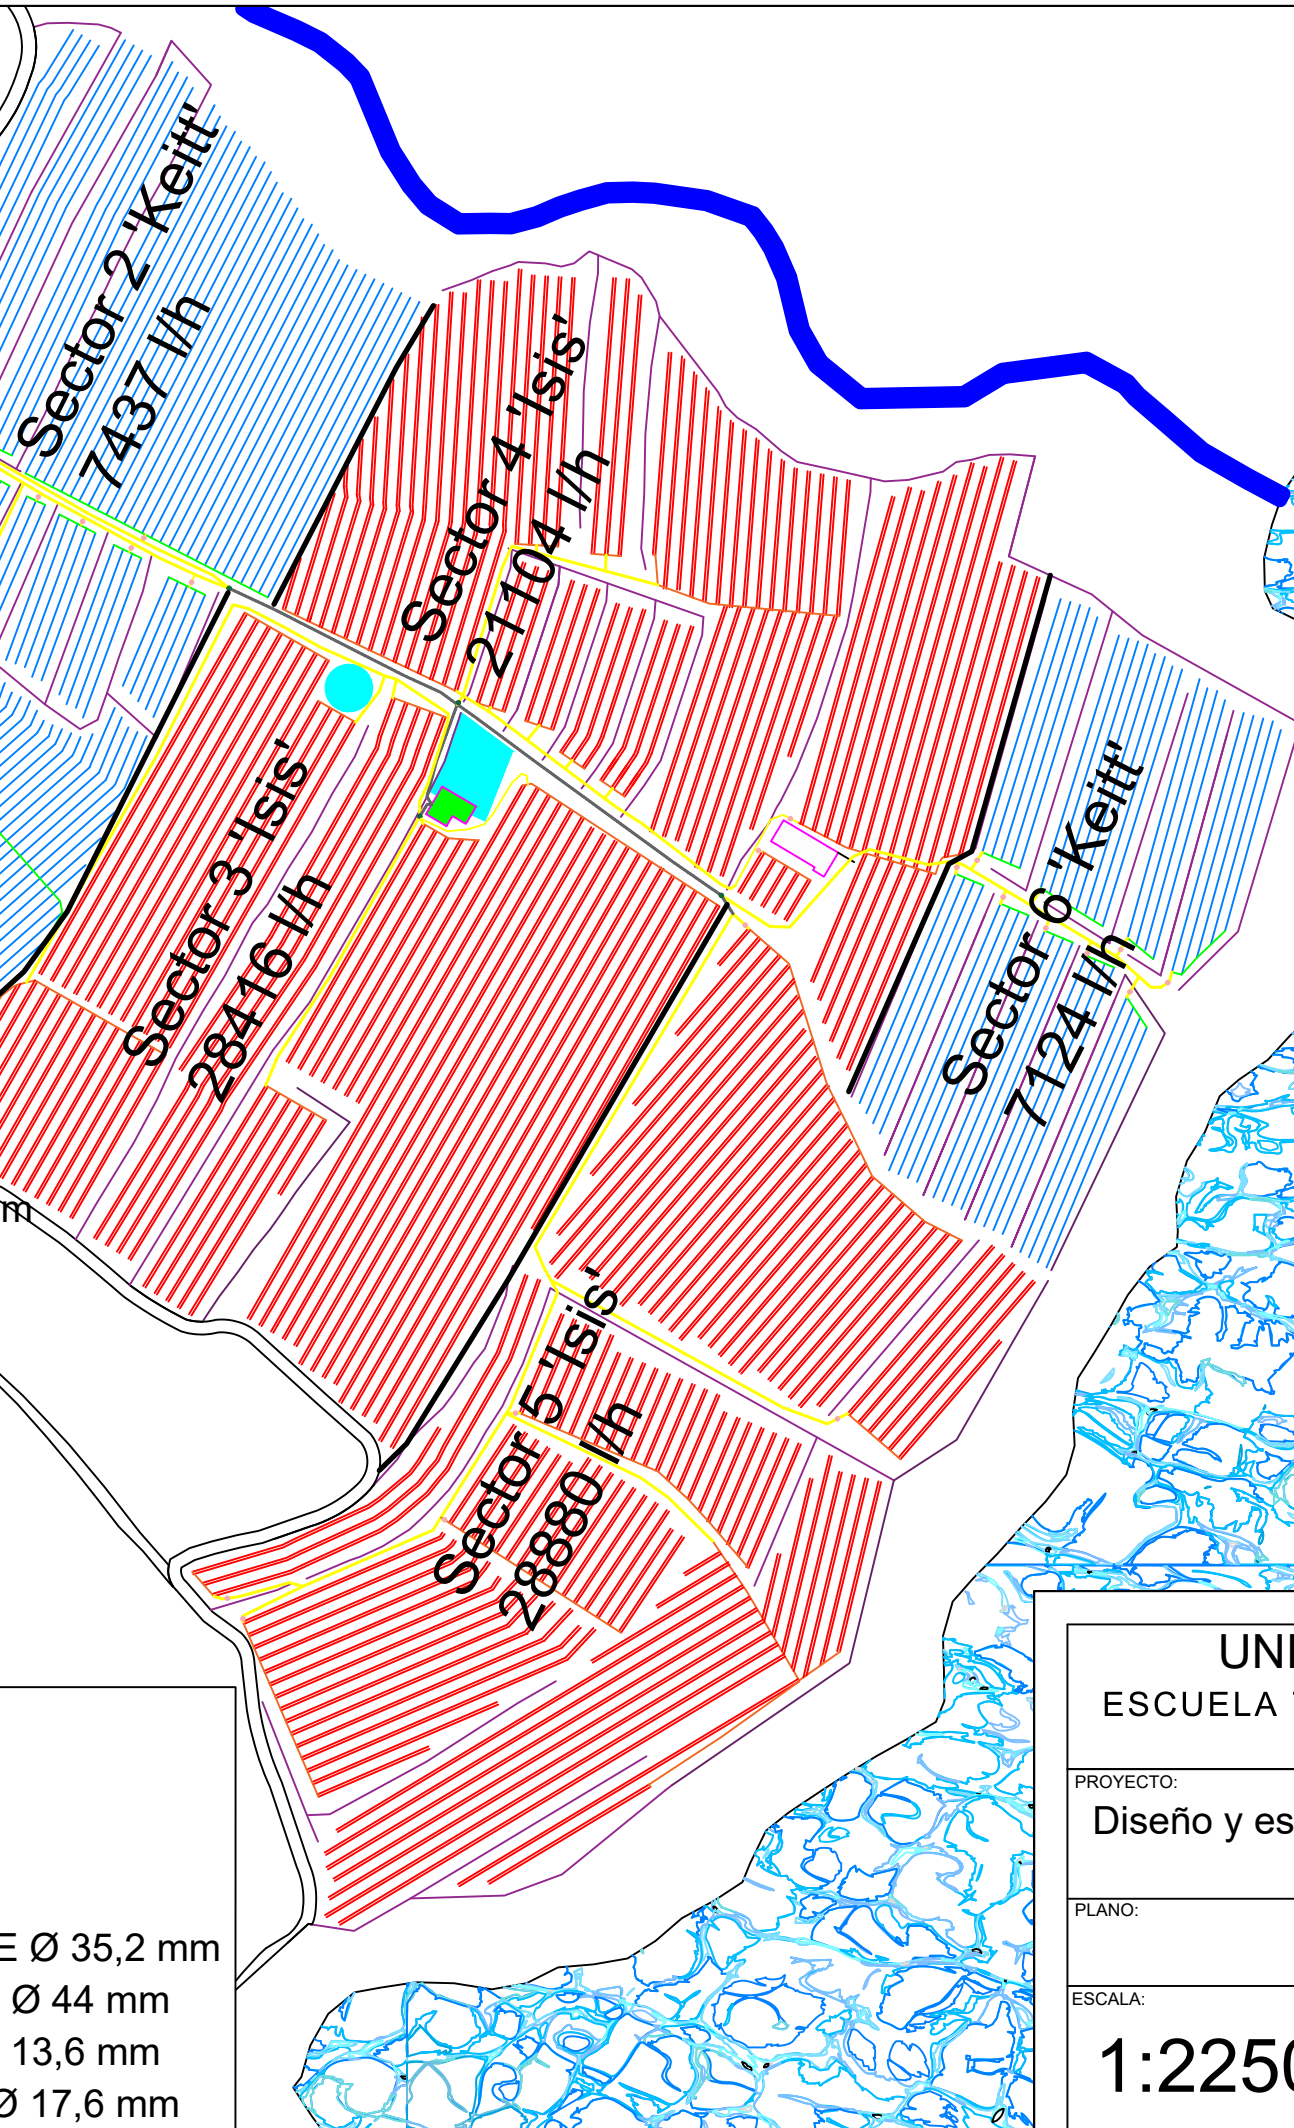 Sector 2 'Keitt'
7437 l/h
Sector 4 'Isis'
21104 l/h
Sector 3 'Isis'
28416 l/h
Sector 6 'Keitt'
7124 l/h
m
Sector 5 'Isis'
28880 l/h
E Ø 35,2 mm
Ø 44 mm
13,6 mm
Ø 17,6 mm
UNI
ESCUELA
PROYECTO:
Diseño y es
PLANO:
ESCALA:
1:2250